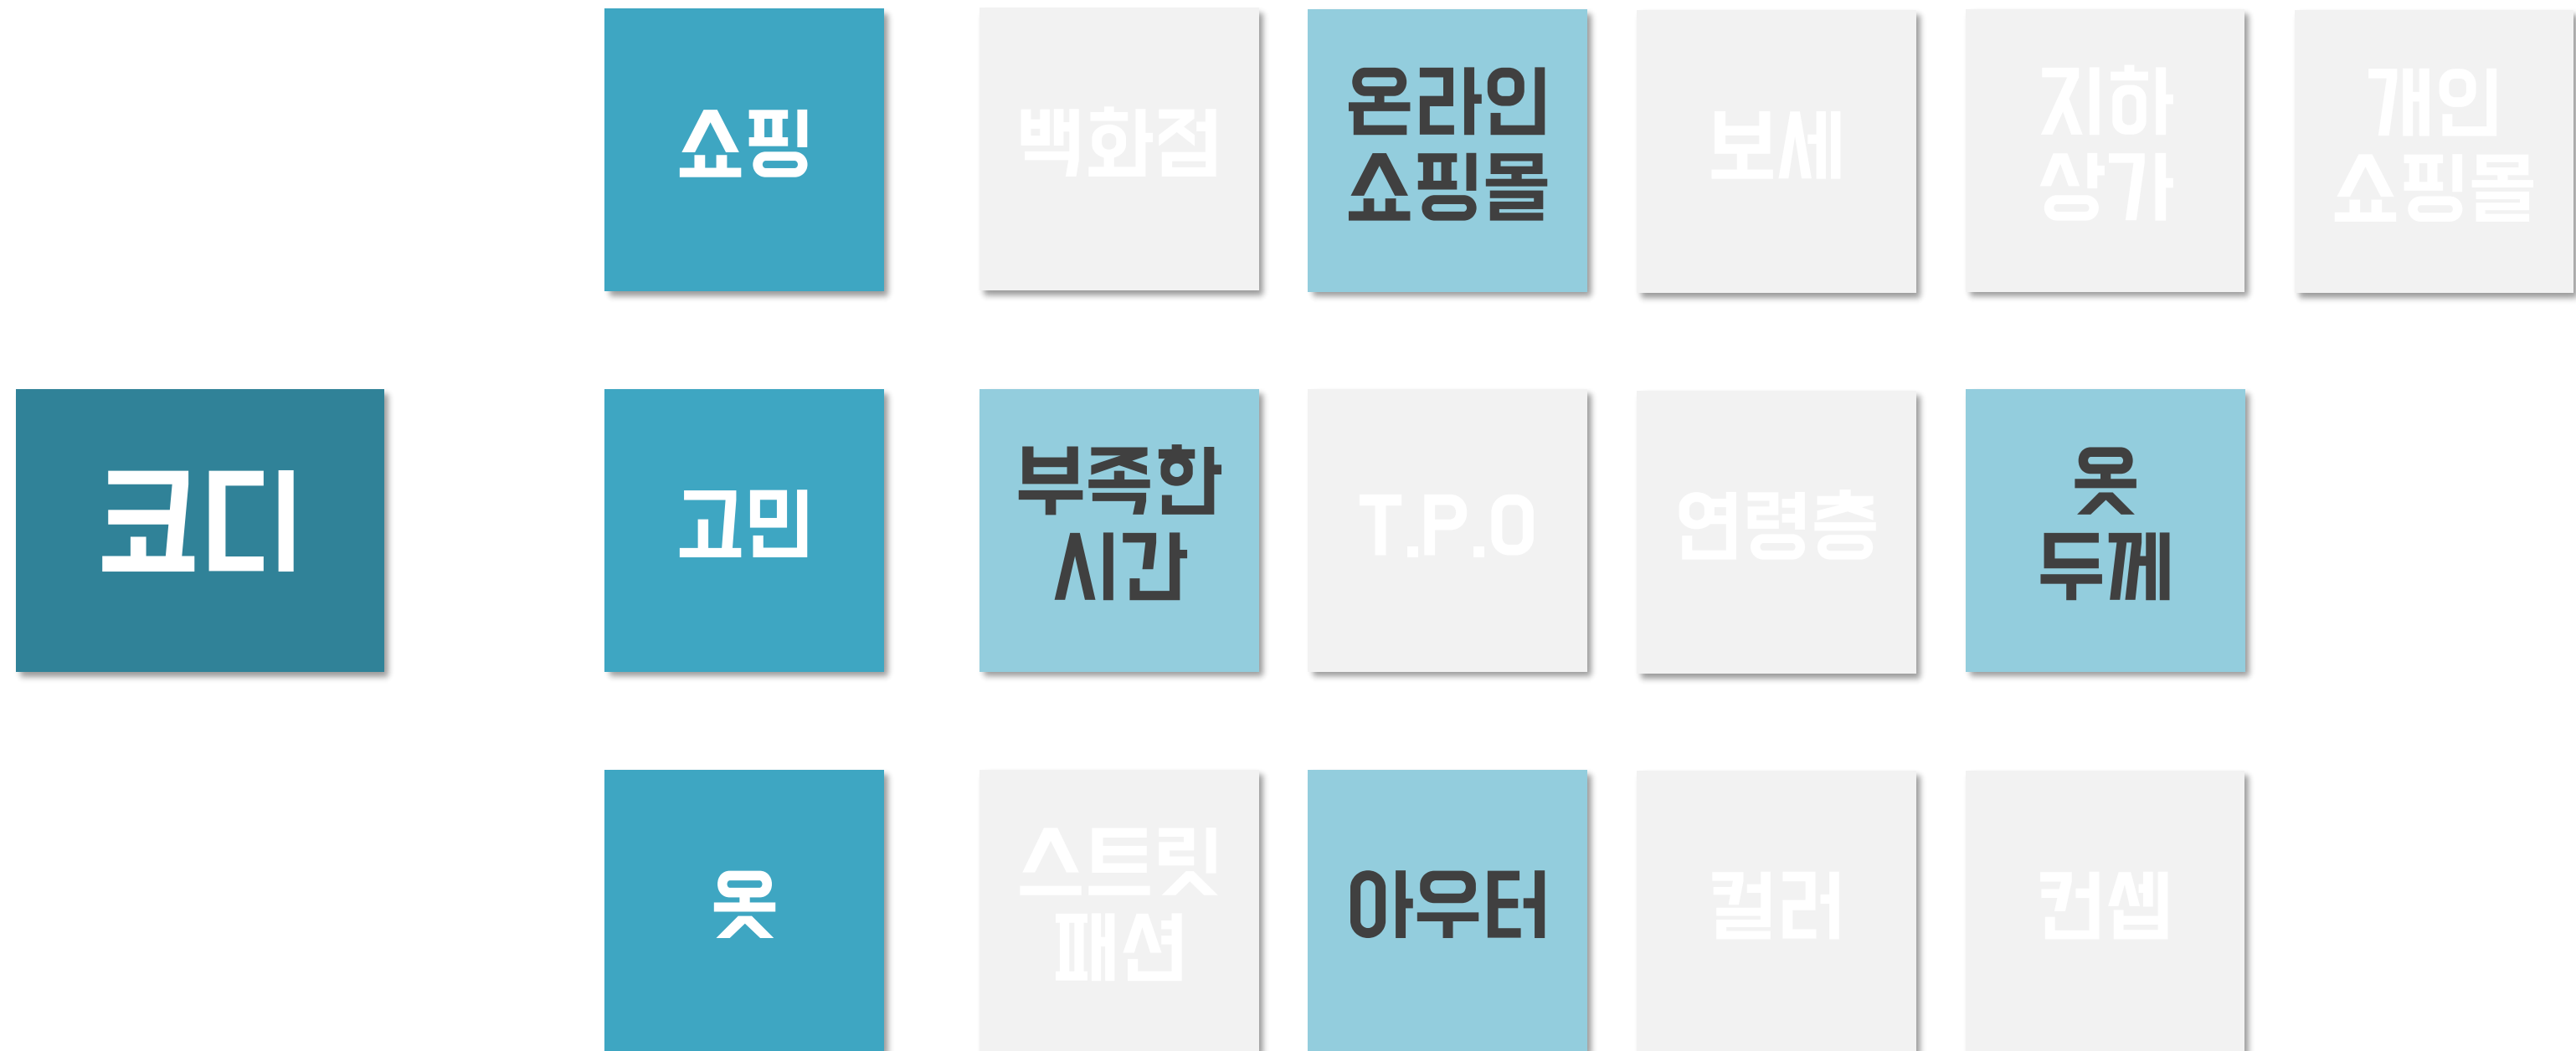 쇼핑
백화점
온라인
쇼핑몰
보세
지하
상가
개인
쇼핑몰
코디
고민
부족한
시간
T.P.O
연령층
옷
두께
옷
스트릿
패션
아우터
컬러
컨셉